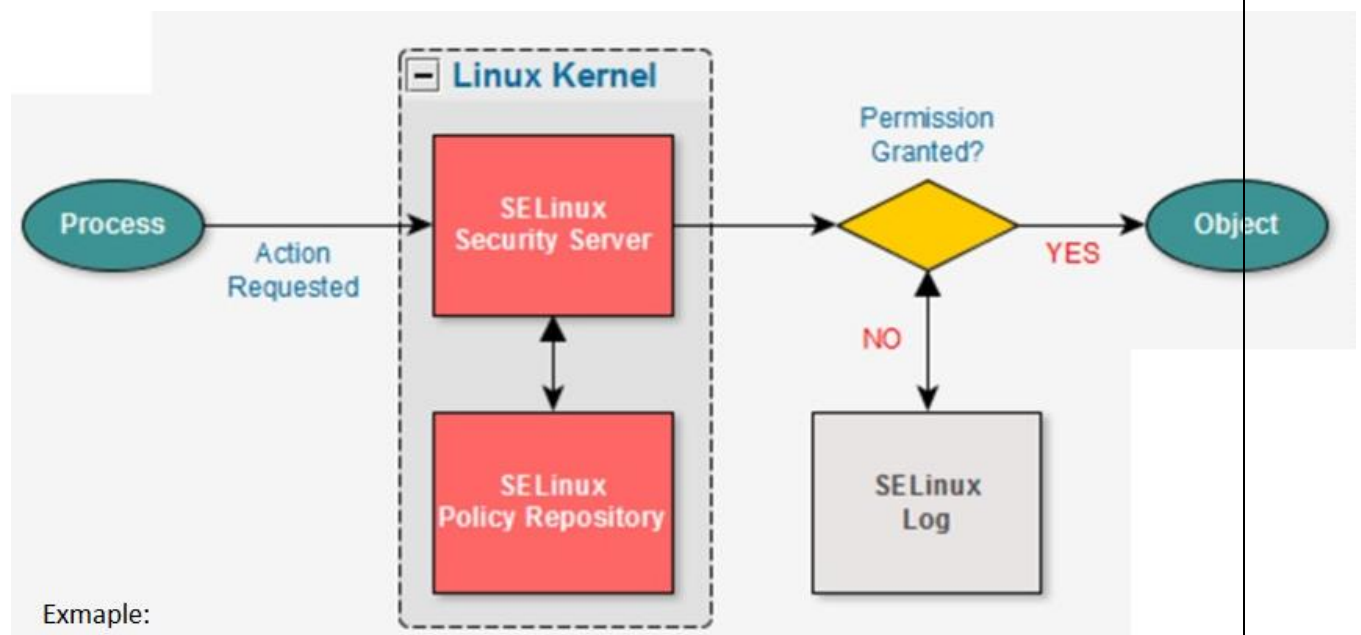 Linux Kernel
Permission
Granted?
Process
SELinux
Security Server
Object
Action
Requested
YES
NO
SELinux
Policy Repository
SELinux
Log
Exmaple: